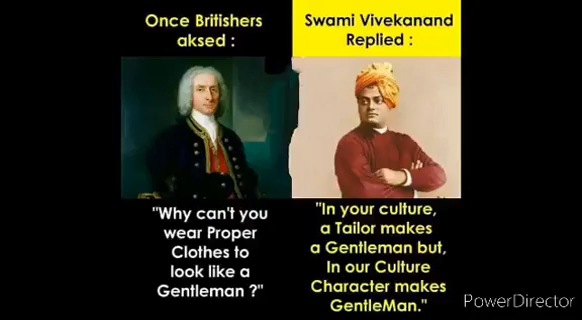 Once Britishers
aksed :
"Why can't you
wear Proper
Clothes to
look like a
Gentleman ?"
Swami Vivekanand
Replied :
"In your culture,
a Tailor makes
a Gentleman but,
In our Culture
Character makes
GentleMan."
PowerDirector